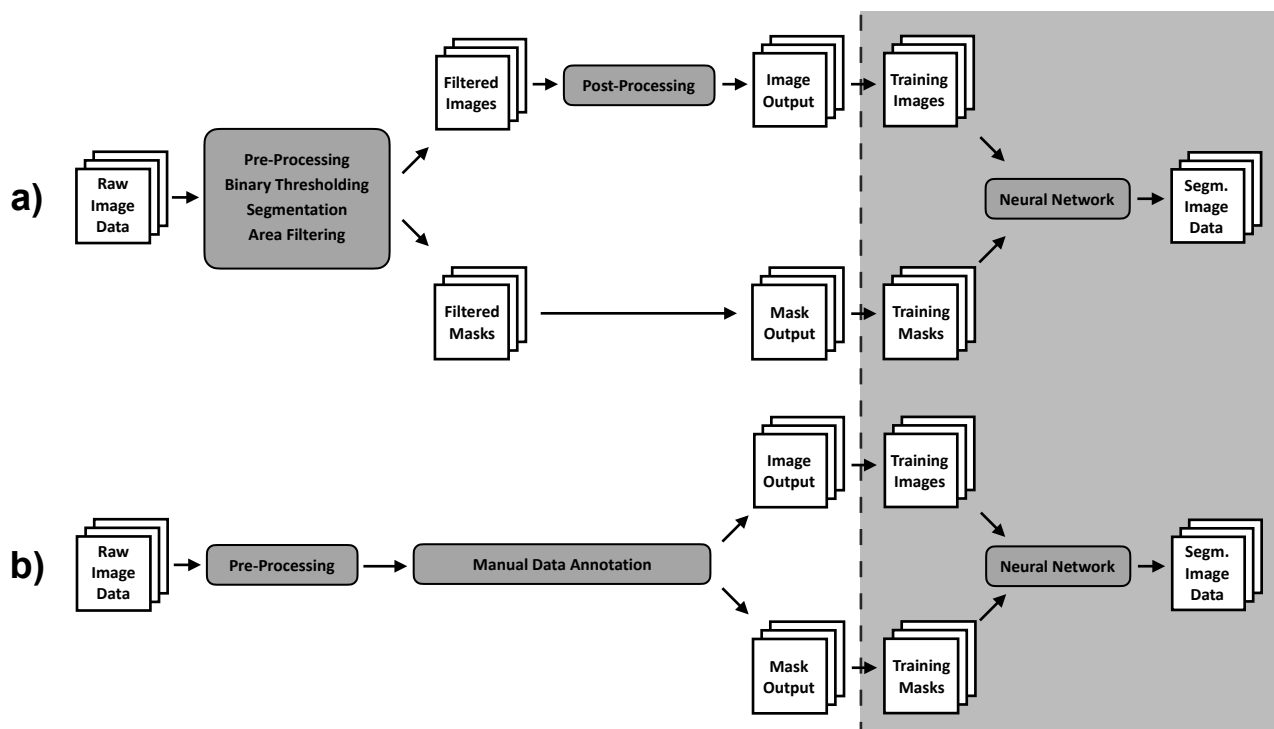 a)
Raw
Image
Data
Pre-Processing
Binary Thresholding
Segmentation
Area Filtering
Filtered
Images
Post-Processing
Image
Output
Training
Images
Filtered
Masks
Mask
Output
Training
Masks
Neural Network
Segm.
Image
Data
b)
Raw
Image
Data
Pre-Processing
Manual Data Annotation
Image
Output
Training
Images
Mask
Output
Training
Masks
Neural Network
Segm.
Image
Data